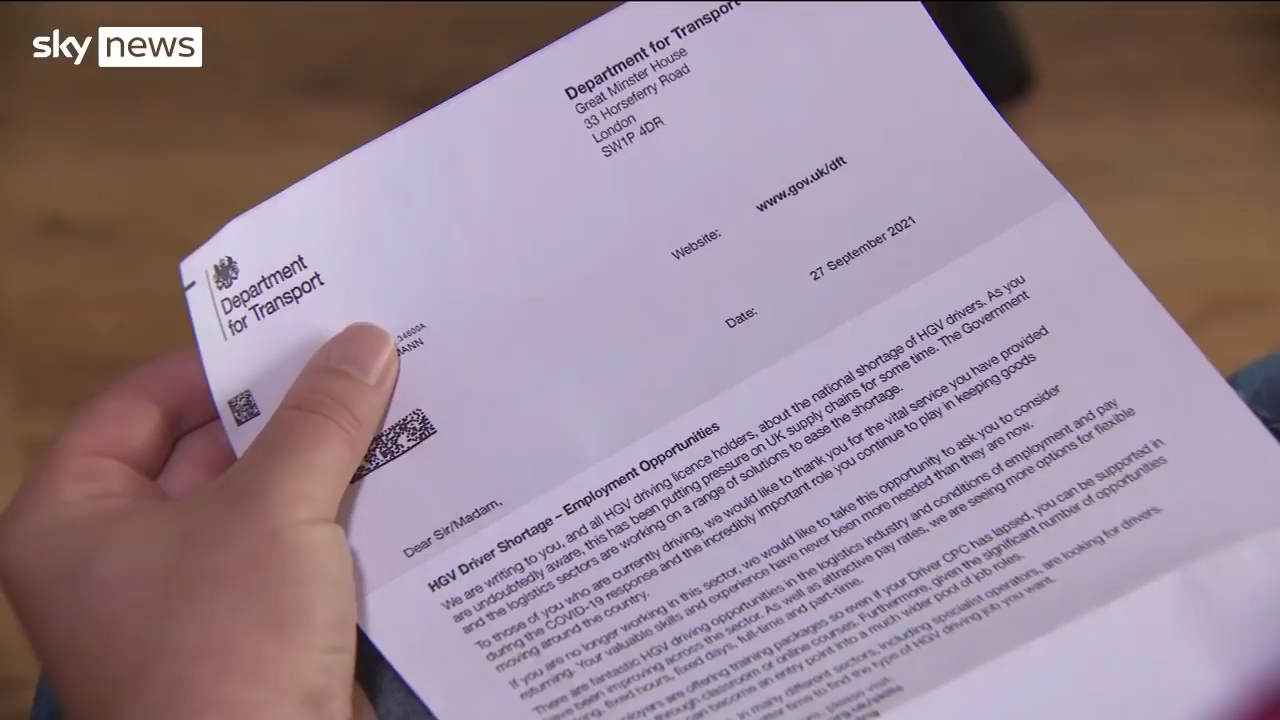 sky news
Department for Transport
Great Minster House
33 Horseferry Road
London
SW1P 4DR
Website:
www.gov.uk/dft
Date:
27 September 2021
Department
for Transport
34600A
ANN
Dear Sir/Madam,
HGV Driver Shortage – Employment Opportunities
We are writing to you, and all HGV driving licence holders, about the national shortage of HGV drivers. As you
are undoubtedly aware, this has been putting pressure on UK supply chains for some time. The Government
and the logistics sectors are working on a range of solutions to ease the shortage.
To those of you who are currently driving, we would like to thank you for the vital service you have provided
during the COVID-19 response and the incredibly important role you continue to play in keeping goods
moving around the country.
If you are no longer working in this sector, we would like to take this opportunity to ask you to consider
returning. Your valuable skills and experience have never been more needed than they are now.
There are fantastic HGV driving opportunities in the logistics industry and conditions of employment and pay
have been improving across the sector. As well as attractive pay rates, we are seeing more options for flexible
fixed hours, fixed days, full-time and part-time.
are offering training packages so even if your Driver CPC has lapsed, you can be supported in
through classroom or online courses. Furthermore, given the significant number of opportunities
can become an entry point into a much wider pool of job roles.
in many different sectors, including specialist operators, are looking for drivers.
time to find the type of HGV driving job you want.
please visit: